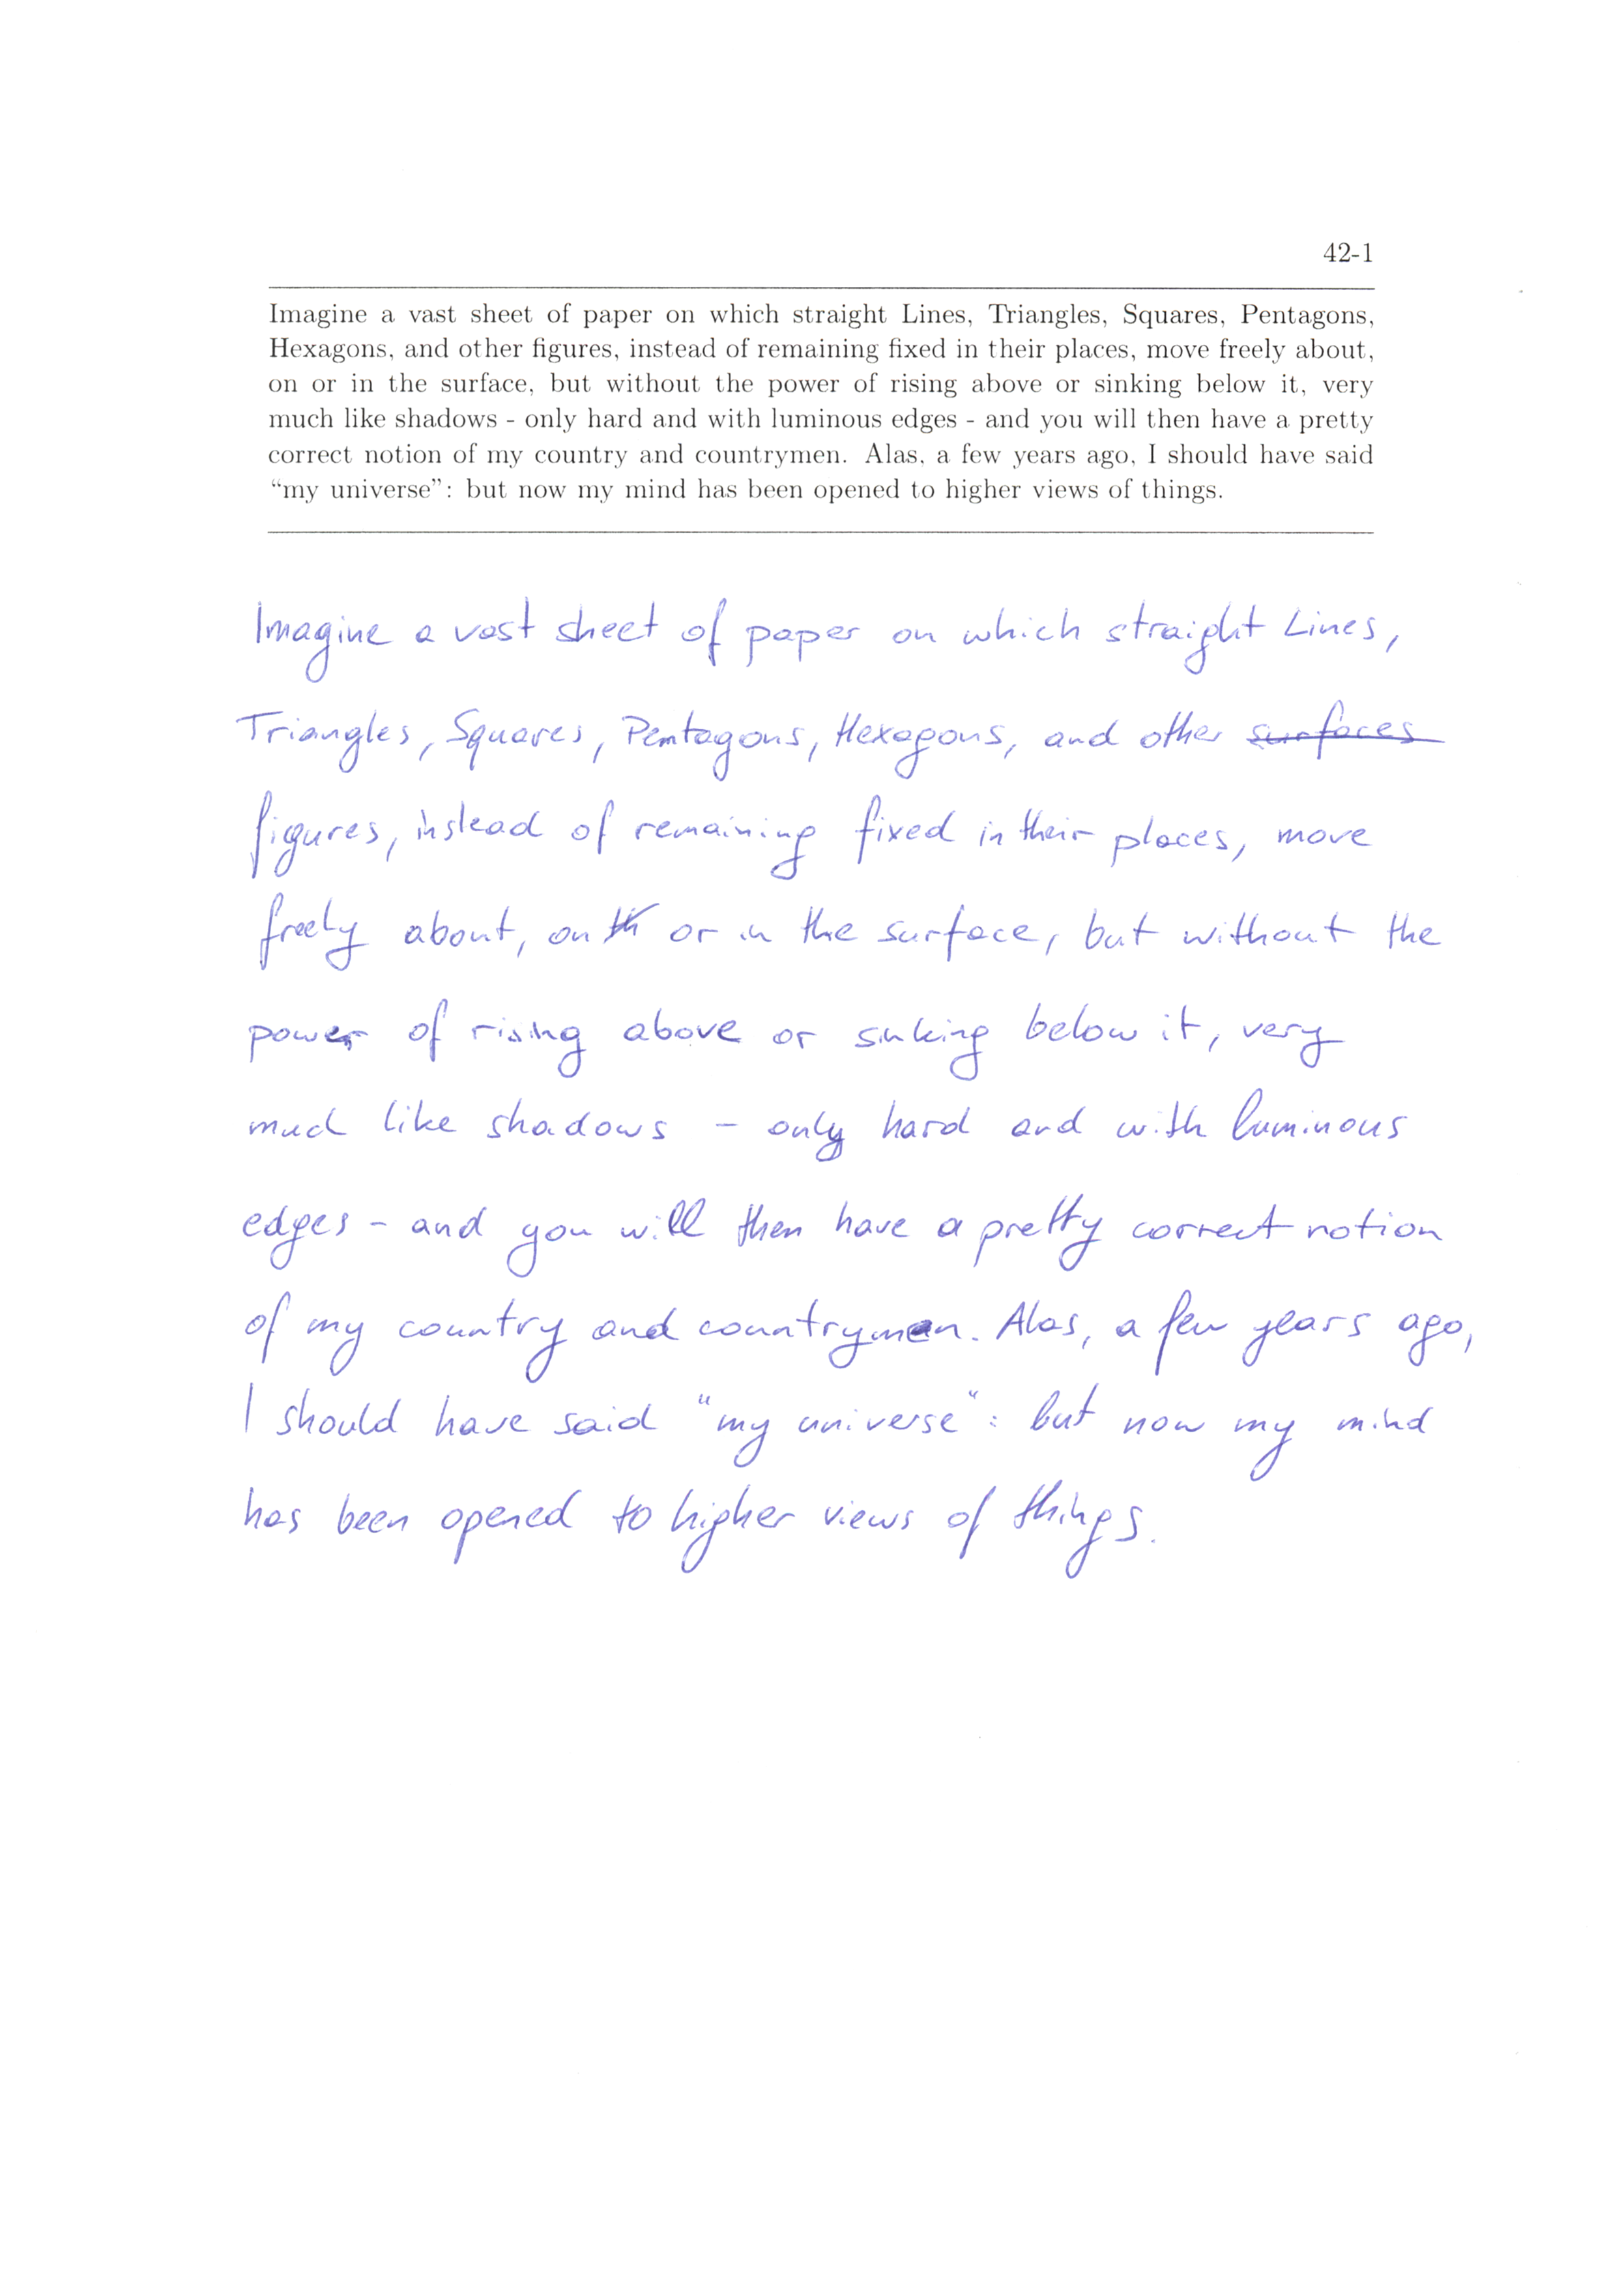 42-1
Imagine a vast sheet of paper on which straight Lines, Triangles, Squares, Pentagons,
Hexagons, and other figures, instead of remaining fixed in their places, move freely about,
on or in the surface, but without the power of rising above or sinking below it, very
much like shadows - only hard and with luminous edges - and you will then have a pretty
correct notion of my country and countrymen. Alas, a few years ago, I should have said
“my universe”: but now my mind has been opened to higher views of things.
Imagine a vast sheet of paper on which straight Lines,
Triangles, Squares, Pentagons, Hexagons, and other surfaces
figures, instead of remaining fixed in their places, move
freely about, on th or in the surface, but without the
power of rising above or sinking below it, very
much like shadows - only hard and with luminous
edges - and you will then have a pretty correct notion
of my country and countrymen. Alas, a few years ago,
I should have said "my universe": but now my mind
has been opened to higher views of things.